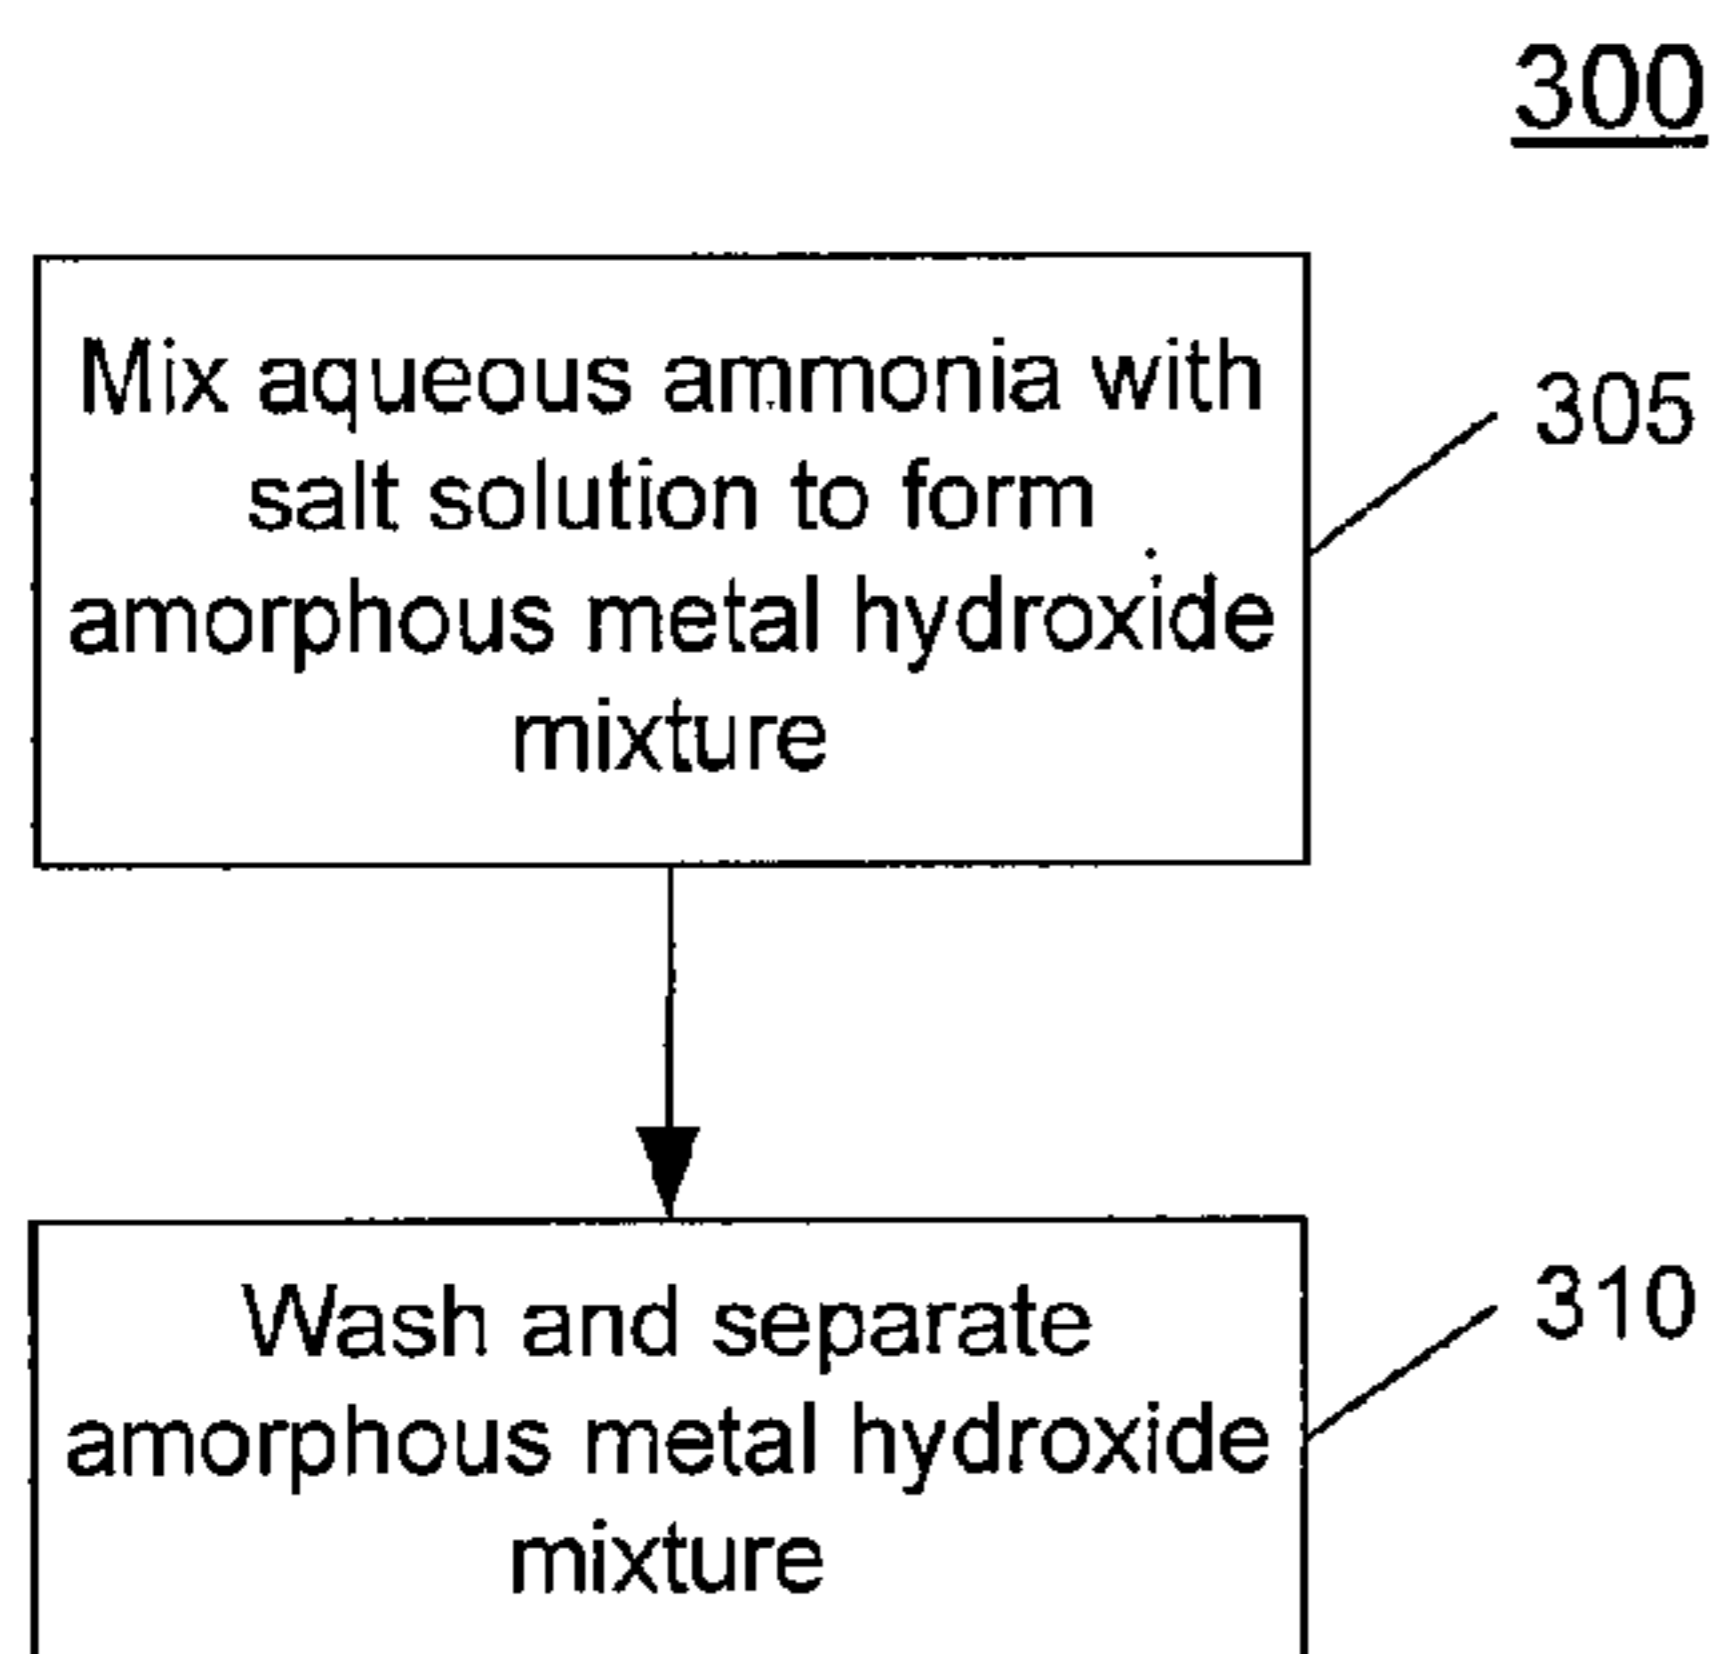 300
Mix aqueous ammonia with
salt solution to form
amorphous metal hydroxide
mixture
305
Wash and separate
amorphous metal hydroxide
mixture
310